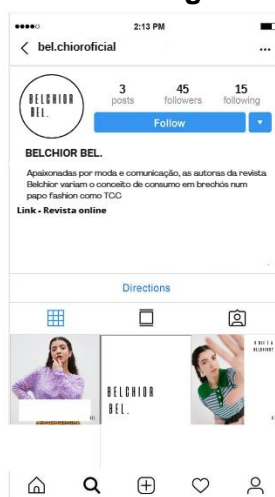 2:13 PM
bel.chioroficial
BELCHIOR
BEL.
3 45 15
posts followers following
Follow
BELCHIOR BEL.
Apaixonadas por moda e comunicação, as autoras da revista
Belchior variam o conceito de consumo em brechós num
papo fashion como TCC
Link - Revista online
Directions
BELCHIOR
BEL.